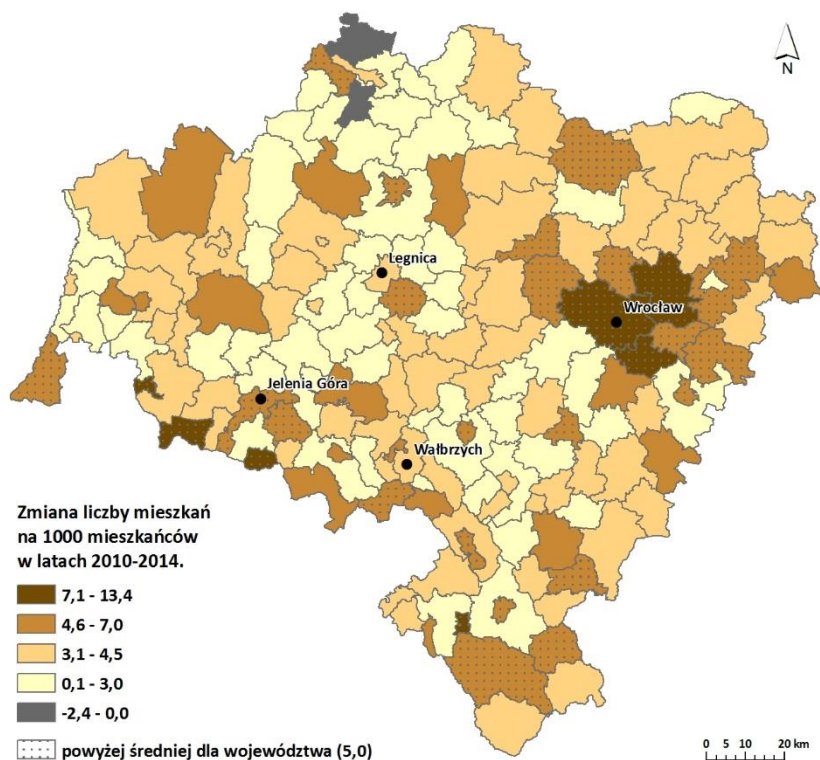 N
Legnica
Wrocław
Jelenia Góra
Wałbrzych
Zmiana liczby mieszkań
na 1000 mieszkańców
w latach 2010-2014.
7,1 - 13,4
4,6 - 7,0
3,1 - 4,5
0,1 - 3,0
-2,4 - 0,0
powyżej średniej dla województwa (5,0)
0 5 10 20 km